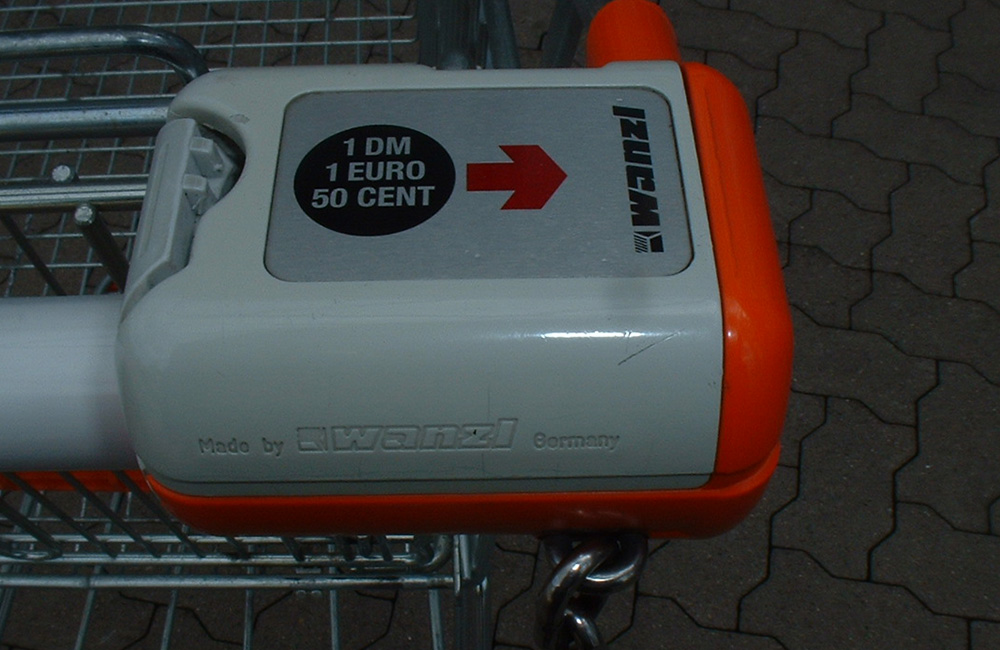 1 DM
1 EURO
50 CENT
wanzl
Made by wanzl Germany